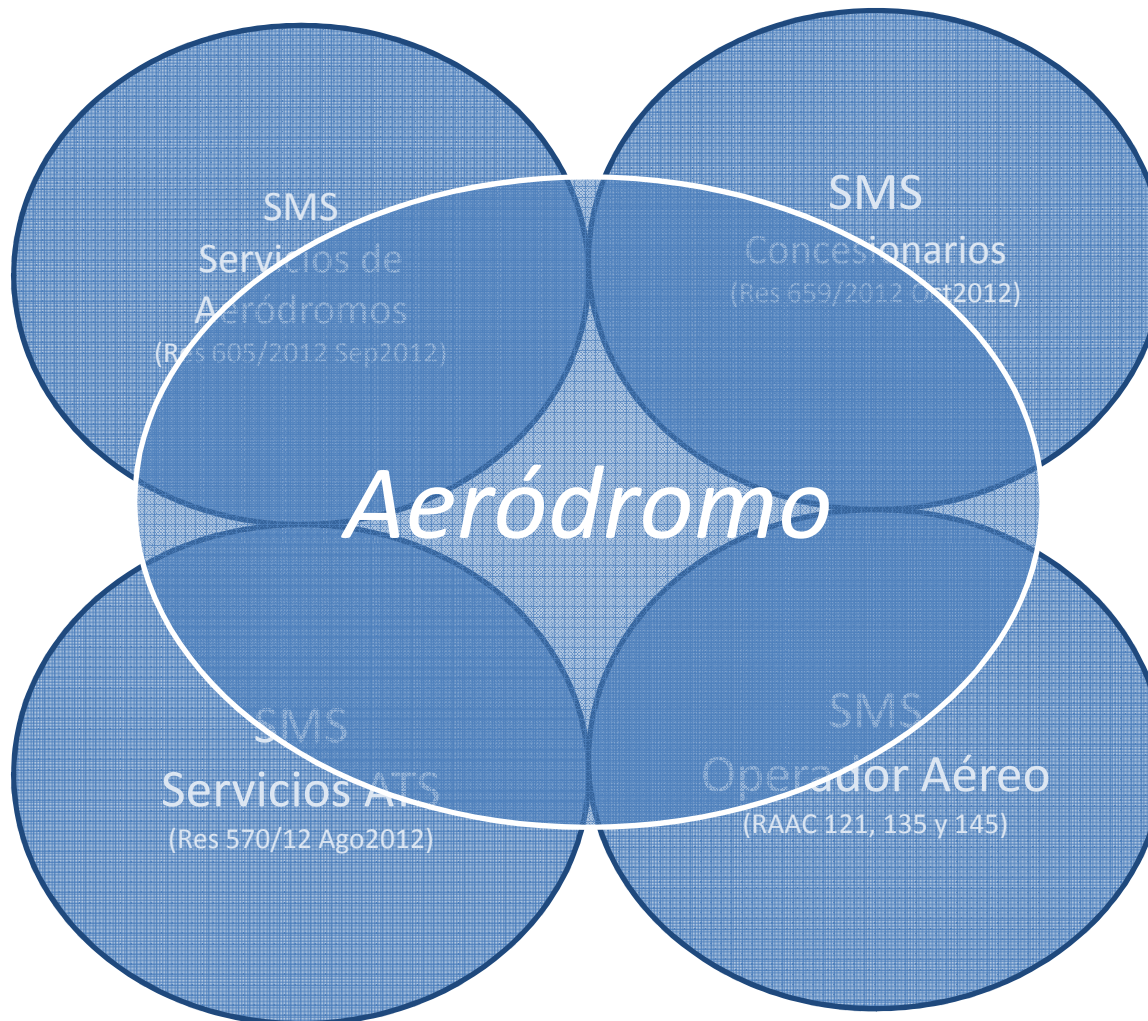 SMS
Servicios de
Aeródromos
(Res 605/2012 Sep2012)
SMS
Concesionarios
(Res 659/2012 Oct2012)
Aeródromo
SMS
Servicios ATS
(Res 570/12 Ago2012)
SMS
Operador Aéreo
(RAAC 121, 135 y 145)